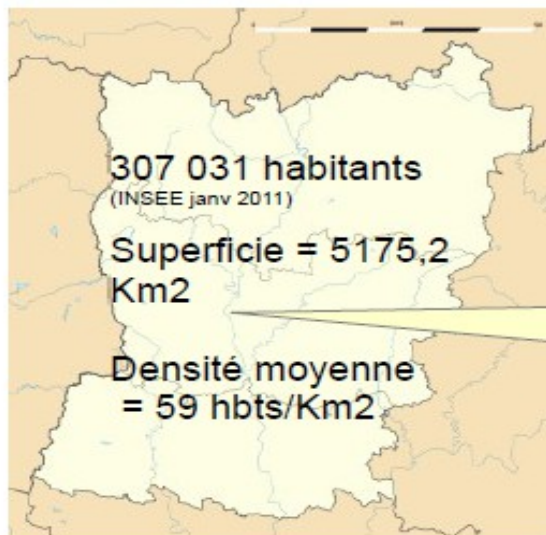 307 031 habitants
(INSEE janv 2011)
Superficie = 5175,2
Km2
Densité moyenne
= 59 hbts/Km2